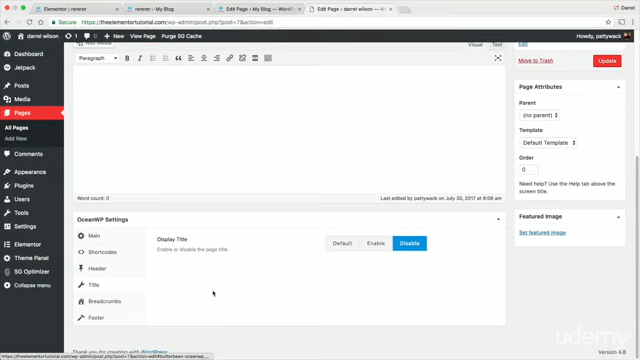 Elementor | rererer
rererer – My Blog
Edit Page ‹ My Blog — WordP
Edit Page ‹ darrel wilson —
Darrel
Secure
https://theelementortutorial.com/wp-admin/post.php?post=7&action=edit
darrel wilson
1
0
New
View Page
Purge SG Cache
Howdy, pattywack
Dashboard
Jetpack
Posts
Media
Pages
All Pages
Add New
Comments
Appearance
Plugins
Users
Tools
Settings
Elementor
Theme Panel
SG Optimizer
Collapse menu
Add Media
Visual
Text
Paragraph
B
I
Word count: 0
Last edited by pattywack on July 30, 2017 at 8:06 am
OceanWP Settings
Main
Shortcodes
Header
Title
Breadcrumbs
Footer
Display Title
Enable or disable the page title.
Default
Enable
Disable
Edit
Move to Trash
Update
Page Attributes
Parent
(no parent)
Template
Default Template
Order
0
Need help? Use the Help tab above the
screen title.
Featured Image
Set featured image
Thank you for creating with WordPress.
Version 4.8
udemy